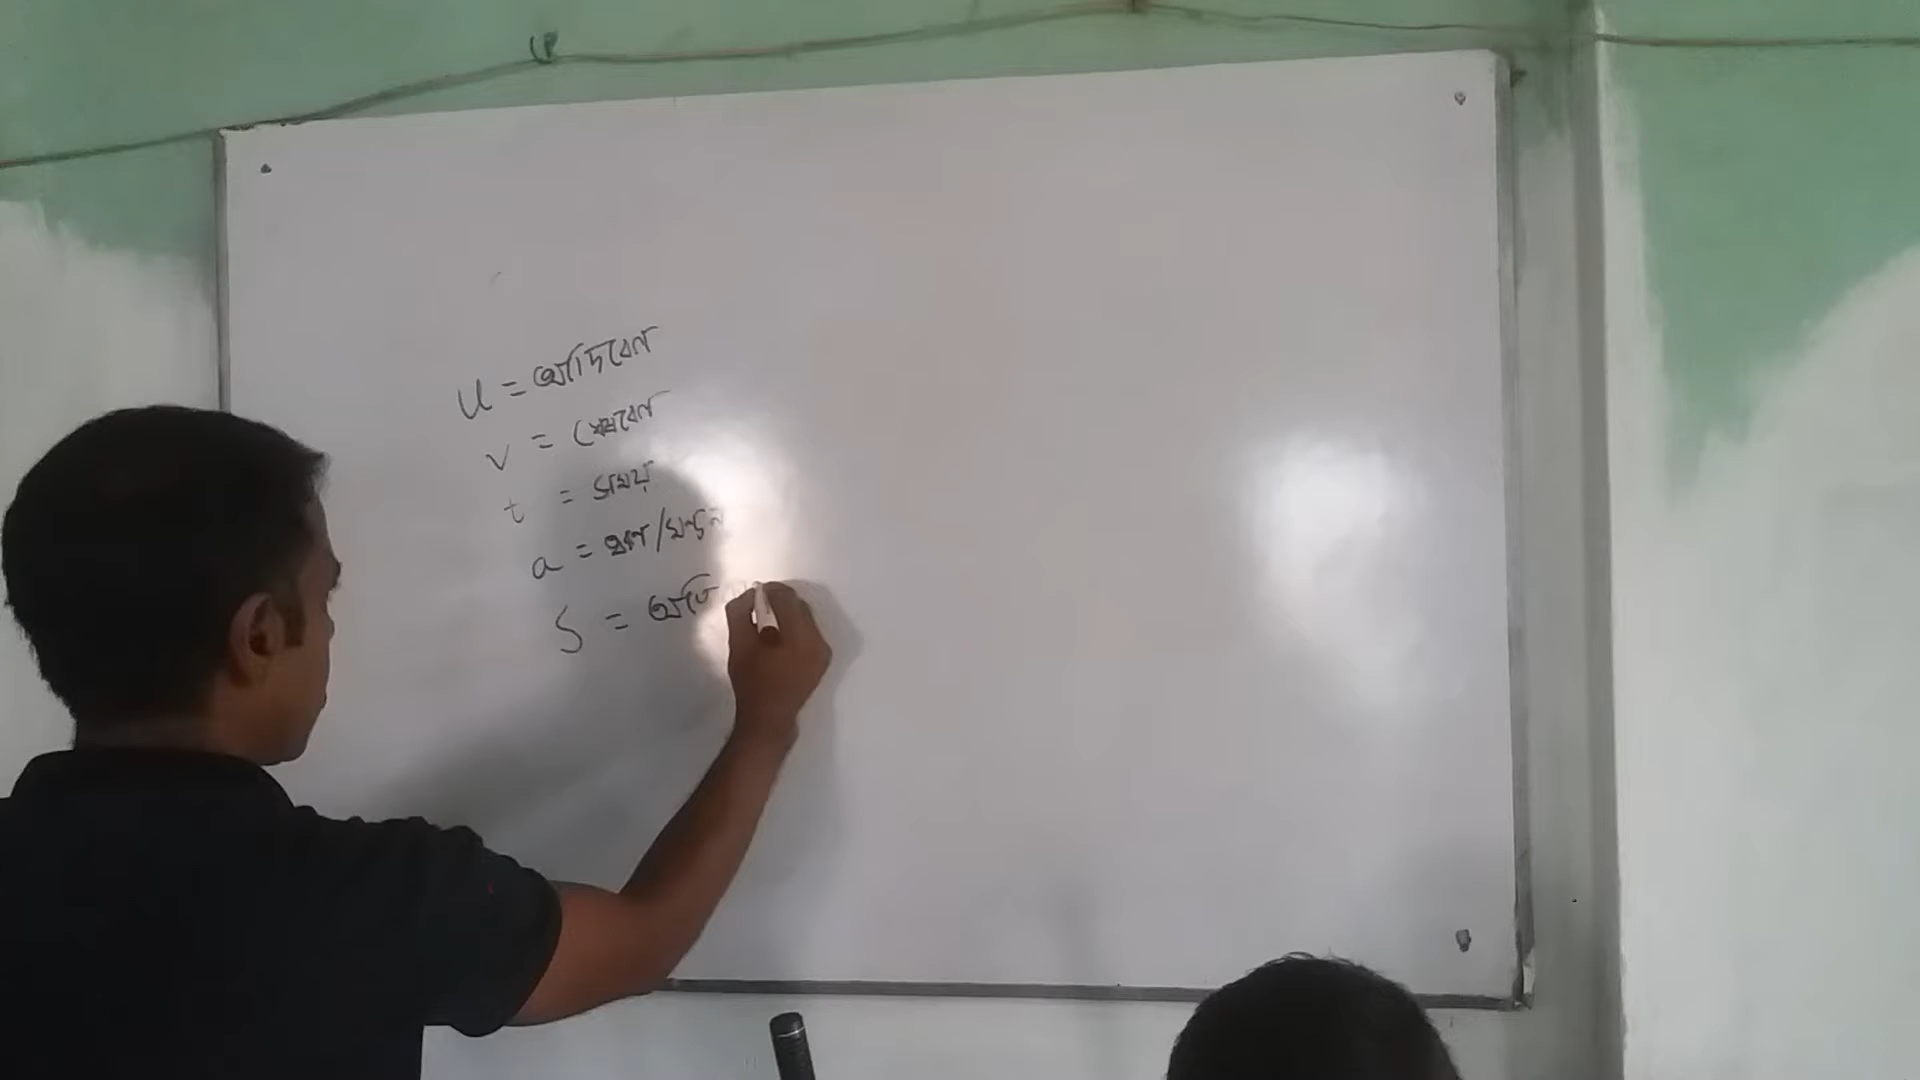 u = আদিবেগ
v = শেষবেগ
t = সময়
a = ত্বরণ/মন্দন
S = অতি